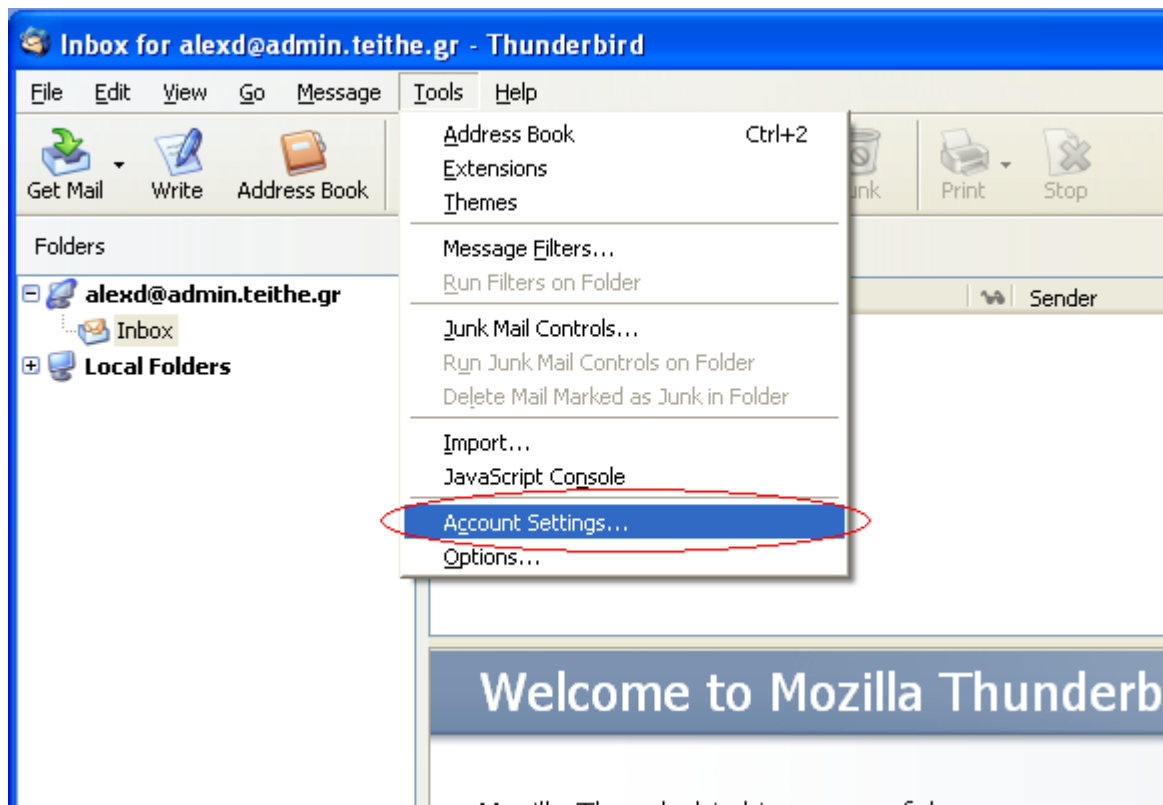 Inbox for alexd@admin.teithe.gr - Thunderbird
File Edit View Go Message Tools Help
Get Mail Write Address Book Print Stop
Address Book Ctrl+2
Extensions
Themes
Message Filters...
Run Filters on Folder
Junk Mail Controls...
Run Junk Mail Controls on Folder
Delete Mail Marked as Junk in Folder
Import...
JavaScript Console
Account Settings...
Options...
Folders
alexd@admin.teithe.gr
Inbox
Local Folders
Sender
Welcome to Mozilla Thunderb